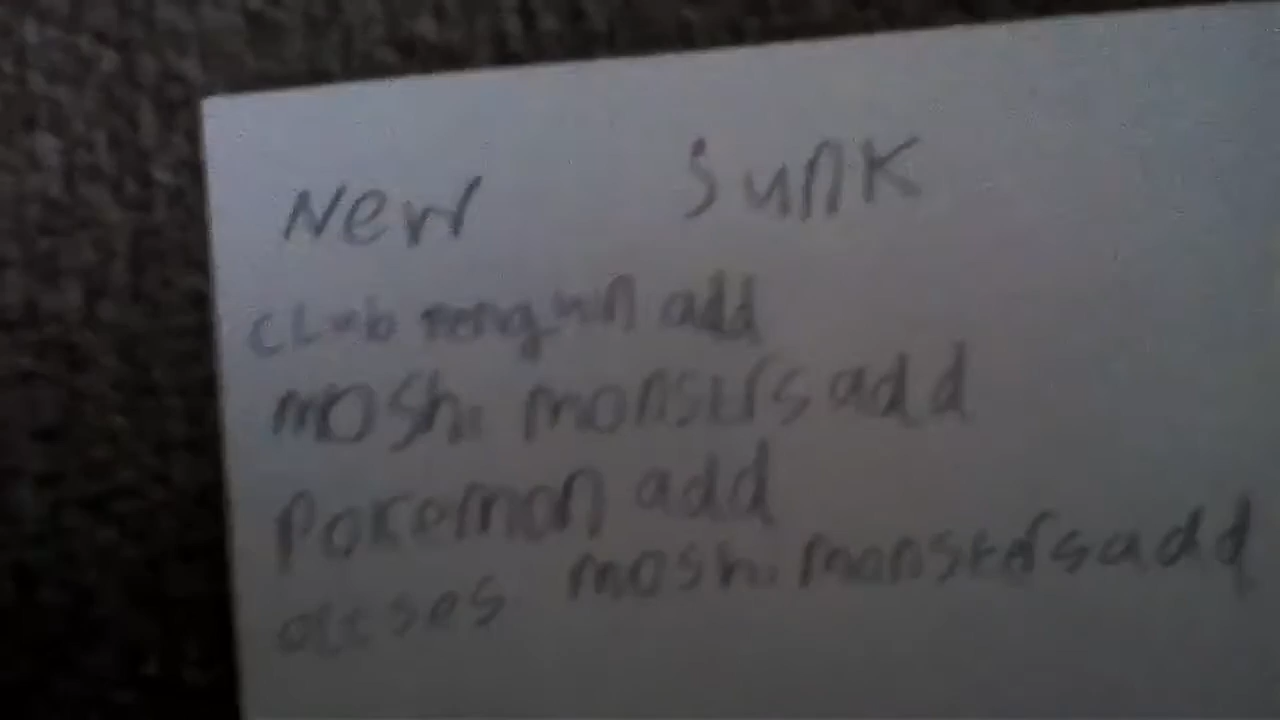 New Sunk
CLub Penguin add
moshi monsters add
Pokemon add
moshi monsters add